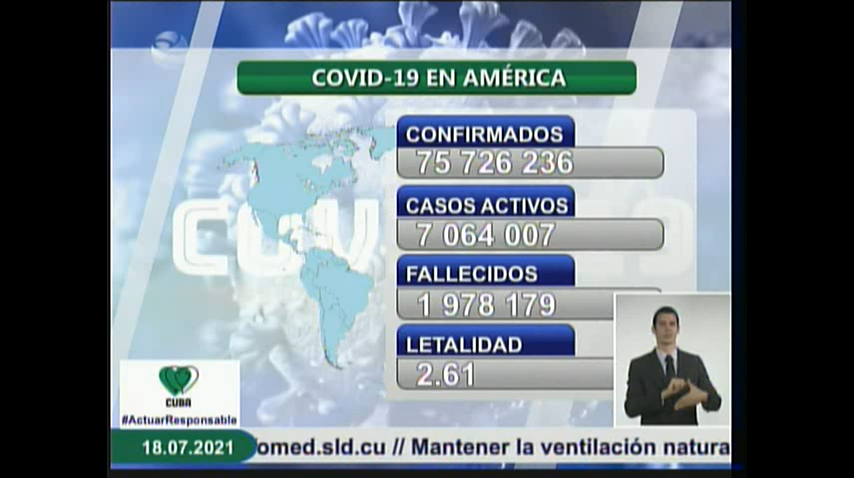 COVID-19 EN AMÉRICA
CONFIRMADOS
75 726 236
CASOS ACTIVOS
7 064 007
FALLECIDOS
1 978 179
LETALIDAD
2.61
CUBA
#ActuarResponsable
18.07.2021
omed.sld.cu // Mantener la ventilación natura